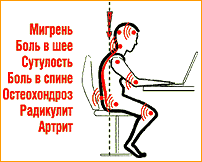 Мигрень
Боль в шее
Сутулость
Боль в спине
Остеохондроз
Радикулит
Артрит